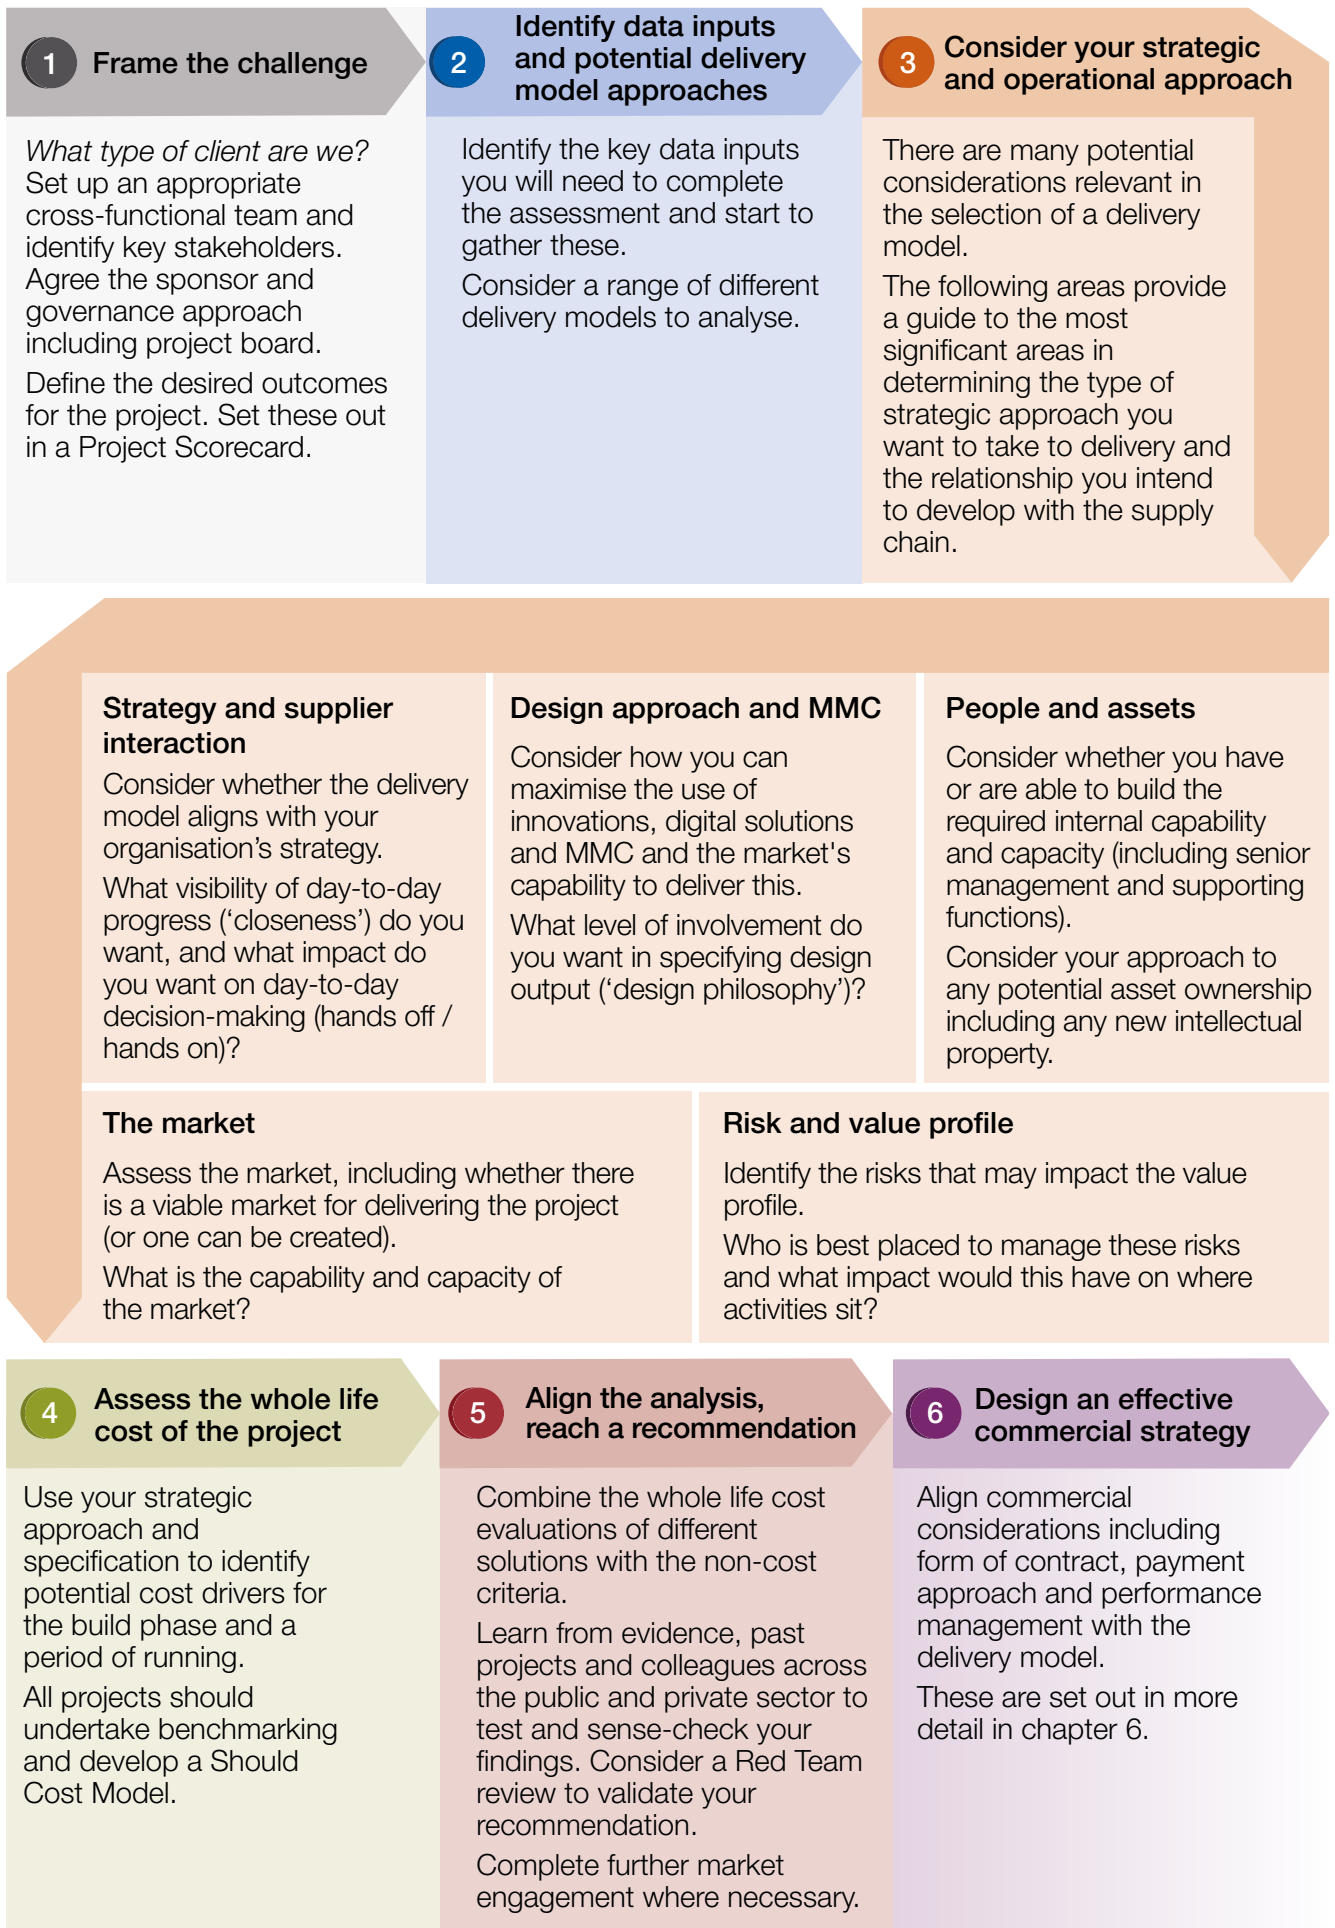 1 Frame the challenge
What type of client are we?
Set up an appropriate
cross-functional team and
identify key stakeholders.
Agree the sponsor and
governance approach
including project board.
Define the desired outcomes
for the project. Set these out
in a Project Scorecard.
2 Identify data inputs
and potential delivery
model approaches
Identify the key data inputs
you will need to complete
the assessment and start to
gather these.
Consider a range of different
delivery models to analyse.
3 Consider your strategic
and operational approach
There are many potential
considerations relevant in
the selection of a delivery
model.
The following areas provide
a guide to the most
significant areas in
determining the type of
strategic approach you
want to take to delivery and
the relationship you intend
to develop with the supply
chain.
Strategy and supplier
interaction
Consider whether the delivery
model aligns with your
organisation’s strategy.
What visibility of day-to-day
progress (‘closeness’) do you
want, and what impact do
you want on day-to-day
decision-making (hands off /
hands on)?
Design approach and MMC
Consider how you can
maximise the use of
innovations, digital solutions
and MMC and the market's
capability to deliver this.
What level of involvement do
you want in specifying design
output (‘design philosophy’)?
People and assets
Consider whether you have
or are able to build the
required internal capability
and capacity (including senior
management and supporting
functions).
Consider your approach to
any potential asset ownership
including any new intellectual
property.
The market
Assess the market, including whether there
is a viable market for delivering the project
(or one can be created).
What is the capability and capacity of
the market?
Risk and value profile
Identify the risks that may impact the value
profile.
Who is best placed to manage these risks
and what impact would this have on where
activities sit?
4 Assess the whole life
cost of the project
Use your strategic
approach and
specification to identify
potential cost drivers for
the build phase and a
period of running.
All projects should
undertake benchmarking
and develop a Should
Cost Model.
5 Align the analysis,
reach a recommendation
Combine the whole life cost
evaluations of different
solutions with the non-cost
criteria.
Learn from evidence, past
projects and colleagues across
the public and private sector to
test and sense-check your
findings. Consider a Red Team
review to validate your
recommendation.
Complete further market
engagement where necessary.
6 Design an effective
commercial strategy
Align commercial
considerations including
form of contract, payment
approach and performance
management with the
delivery model.
These are set out in more
detail in chapter 6.